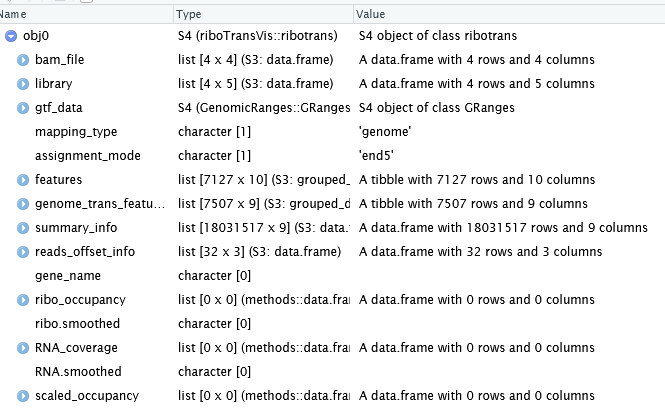 Name Type Value
obj0 S4 (riboTransVis::ribotrans) S4 object of class ribotrans
bam_file list [4 x 4] (S3: data.frame) A data.frame with 4 rows and 4 columns
library list [4 x 5] (S3: data.frame) A data.frame with 4 rows and 5 columns
gtf_data S4 (GenomicRanges::GRanges S4 object of class GRanges
mapping_type character [1] 'genome'
assignment_mode character [1] 'end5'
features list [7127 x 10] (S3: grouped_ A tibble with 7127 rows and 10 columns
genome_trans_featu... list [7507 x 9] (S3: grouped_d A tibble with 7507 rows and 9 columns
summary_info list [18031517 x 9] (S3: data. A data.frame with 18031517 rows and 9 columns
reads_offset_info list [32 x 3] (S3: data.frame) A data.frame with 32 rows and 3 columns
gene_name character [0]
ribo_occupancy list [0 x 0] (methods::data.fran A data.frame with 0 rows and 0 columns
ribo.smoothed character [0]
RNA_coverage list [0 x 0] (methods::data.fran A data.frame with 0 rows and 0 columns
RNA.smoothed character [0]
scaled_occupancy list [0 x 0] (methods::data.fran A data.frame with 0 rows and 0 columns